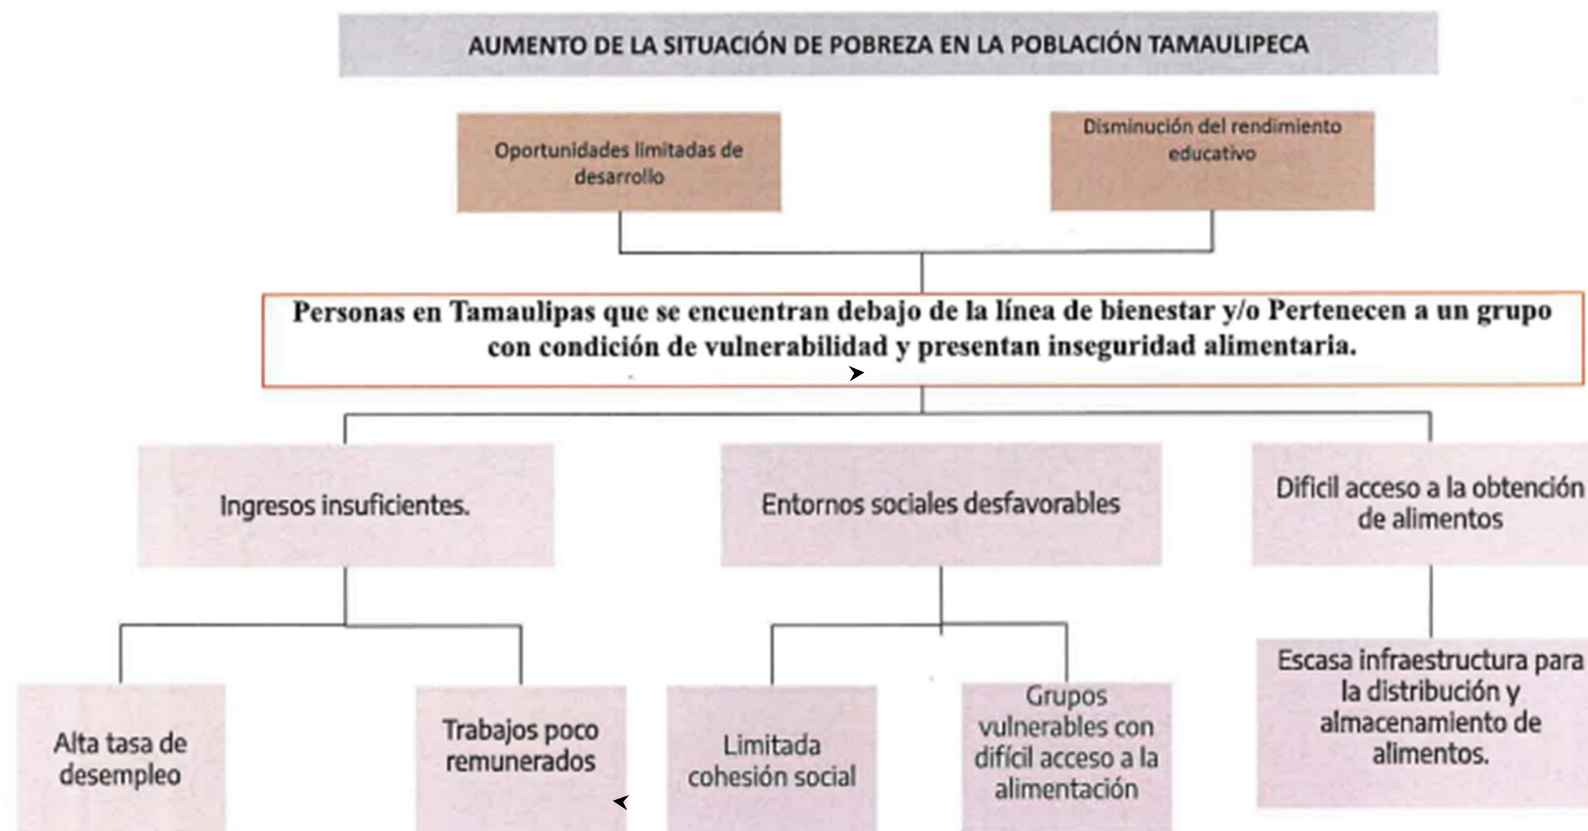 AUMENTO DE LA SITUACIÓN DE POBREZA EN LA POBLACIÓN TAMAULIPECA
Oportunidades limitadas de
desarrollo
Disminución del rendimiento
educativo
Personas en Tamaulipas que se encuentran debajo de la línea de bienestar y/o Pertenecen a un grupo
con condición de vulnerabilidad y presentan inseguridad alimentaria.
Ingresos insuficientes.
Entornos sociales desfavorables
Dificil acceso a la obtención
de alimentos
Alta tasa de
desempleo
Trabajos poco
remunerados
Limitada
cohesión social
Grupos
vulnerables con
difícil acceso a la
alimentación
Escasa infraestructura para
la distribución y
almacenamiento de
alimentos.